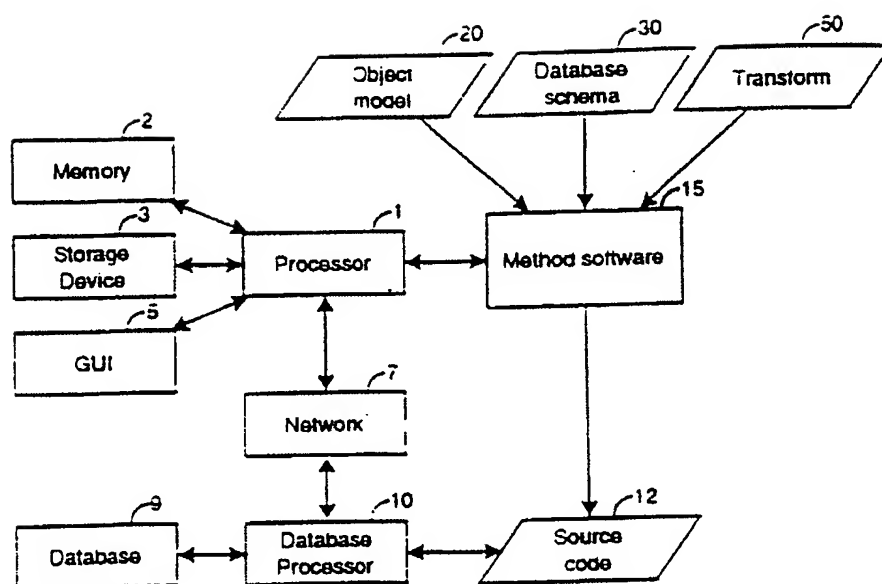 20
30
50
Object
model
Database
schema
Transform
2
Memory
15
3
1
Storage
Device
Processor
Method software
5
GUI
7
Network
9
10
12
Database
Database
Processor
Source
code